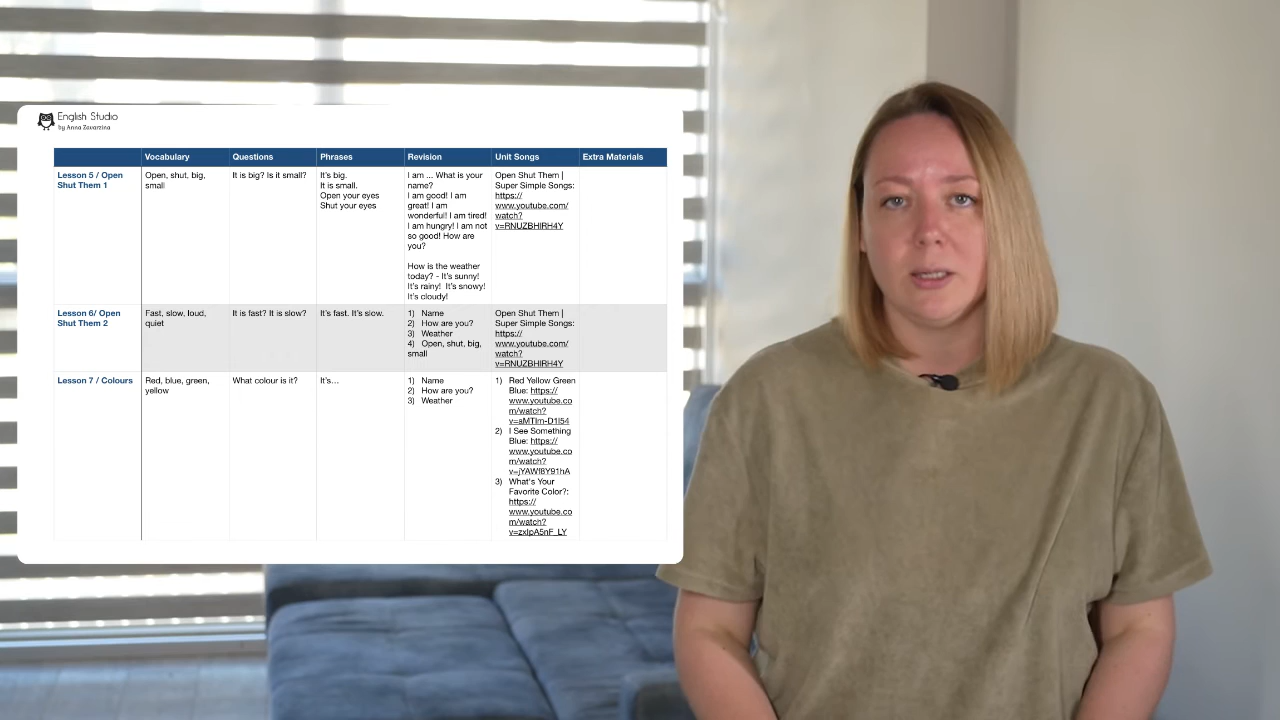 English Studio
by Anna Zavarzina
Vocabulary
Questions
Phrases
Revision
Unit Songs
Extra Materials
Lesson 5 / Open
Shut Them 1
Open, shut, big,
small
It is big? Is it small?
It's big.
It is small.
Open your eyes
Shut your eyes
I am ... What is your
name?
I am good! I am
great! I am
wonderful! I am tired!
I am hungry! I am not
so good! How are
you?
How is the weather
today? - It's sunny!
It's rainy! It's snowy!
It's cloudy!
Open Shut Them |
Super Simple Songs:
https://
www.youtube.com/
watch?
v=RNUZBHlRH4Y
Lesson 6/ Open
Shut Them 2
Fast, slow, loud,
quiet
It is fast? It is slow?
It's fast. It's slow.
1) Name
2) How are you?
3) Weather
4) Open, shut, big,
small
Open Shut Them |
Super Simple Songs:
https://
www.youtube.com/
watch?
v=RNUZBHlRH4Y
Lesson 7 / Colours
Red, blue, green,
yellow
What colour is it?
It's...
1) Name
2) How are you?
3) Weather
1) Red Yellow Green
Blue: https://
www.youtube.co
m/watch?
v=aMTIm-D1I54
2) I See Something
Blue: https://
www.youtube.co
m/watch?
v=jYAWf8Y91hA
3) What's Your
Favorite Color?:
https://
www.youtube.co
m/watch?
v=zxIpA5nF_LY